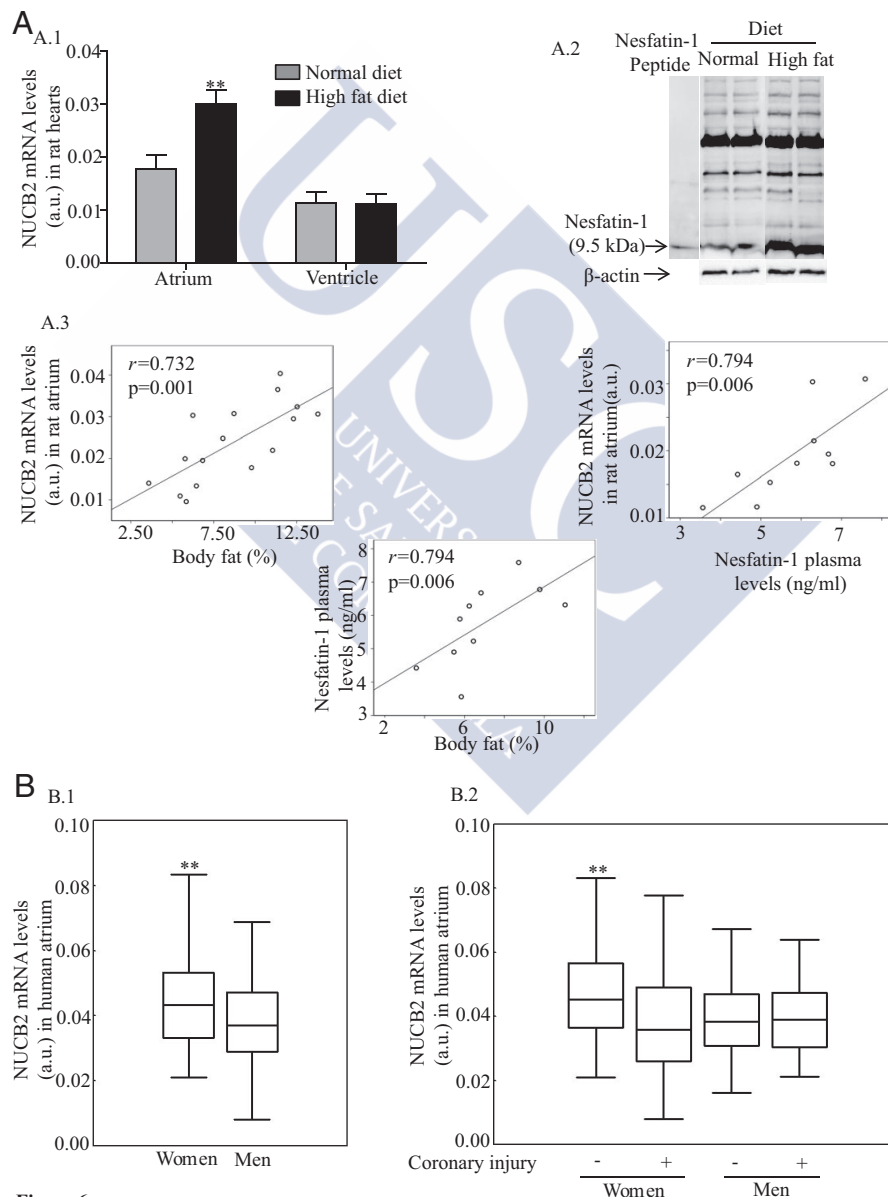 A
A.1
NUCB2 mRNA levels
(a.u.) in rat hearts
0.04
0.03
0.02
0.01
0.00
**
Normal diet
High fat diet
Atrium
Ventricle
A.2
Nesfatin-1
Peptide
Diet
Normal High fat
Nesfatin-1
(9.5 kDa)
β-actin
A.3
NUCB2 mRNA levels
(a.u.) in rat atrium
0.04
0.03
0.02
0.01
r=0.732
p=0.001
2.50 7.50 12.50
Body fat (%)
NUCB2 mRNA levels
in rat atrium(a.u.)
0.03
0.02
0.01
r=0.794
p=0.006
3 5 7
Nesfatin-1 plasma
levels (ng/ml)
Nesfatin-1 plasma
levels (ng/ml)
8
7
6
5
4
3
r=0.794
p=0.006
2 6 10
Body fat (%)
USC
B
B.1
NUCB2 mRNA levels
(a.u.) in human atrium
0.10
0.08
0.06
0.04
0.02
0.00
**
Women Men
B.2
NUCB2 mRNA levels
(a.u.) in human atrium
0.10
0.08
0.06
0.04
0.02
0.00
**
Coronary injury - + - +
Women Men